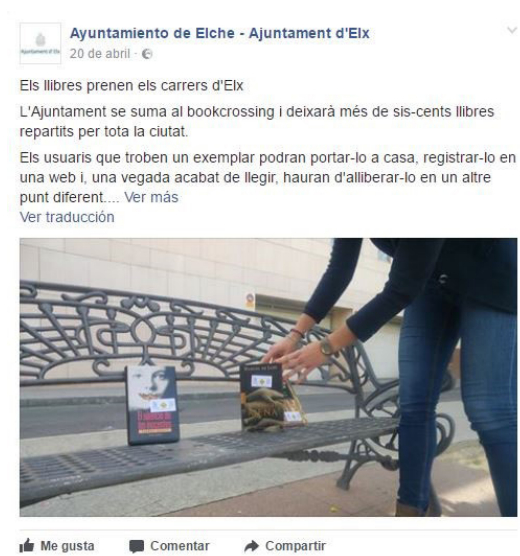 Ayuntamiento de Elche - Ajuntament d'Elx
20 de abril
Els llibres prenen els carrers d'Elx
L'Ajuntament se suma al bookcrossing i deixarà més de sis-cents llibres
repartits per tota la ciutat.
Els usuaris que troben un exemplar podran portar-lo a casa, registrar-lo en
una web i, una vegada acabat de llegir, hauran d'alliberar-lo en un altre
punt diferent.... Ver más
Ver traducción
Me gusta Comentar Compartir